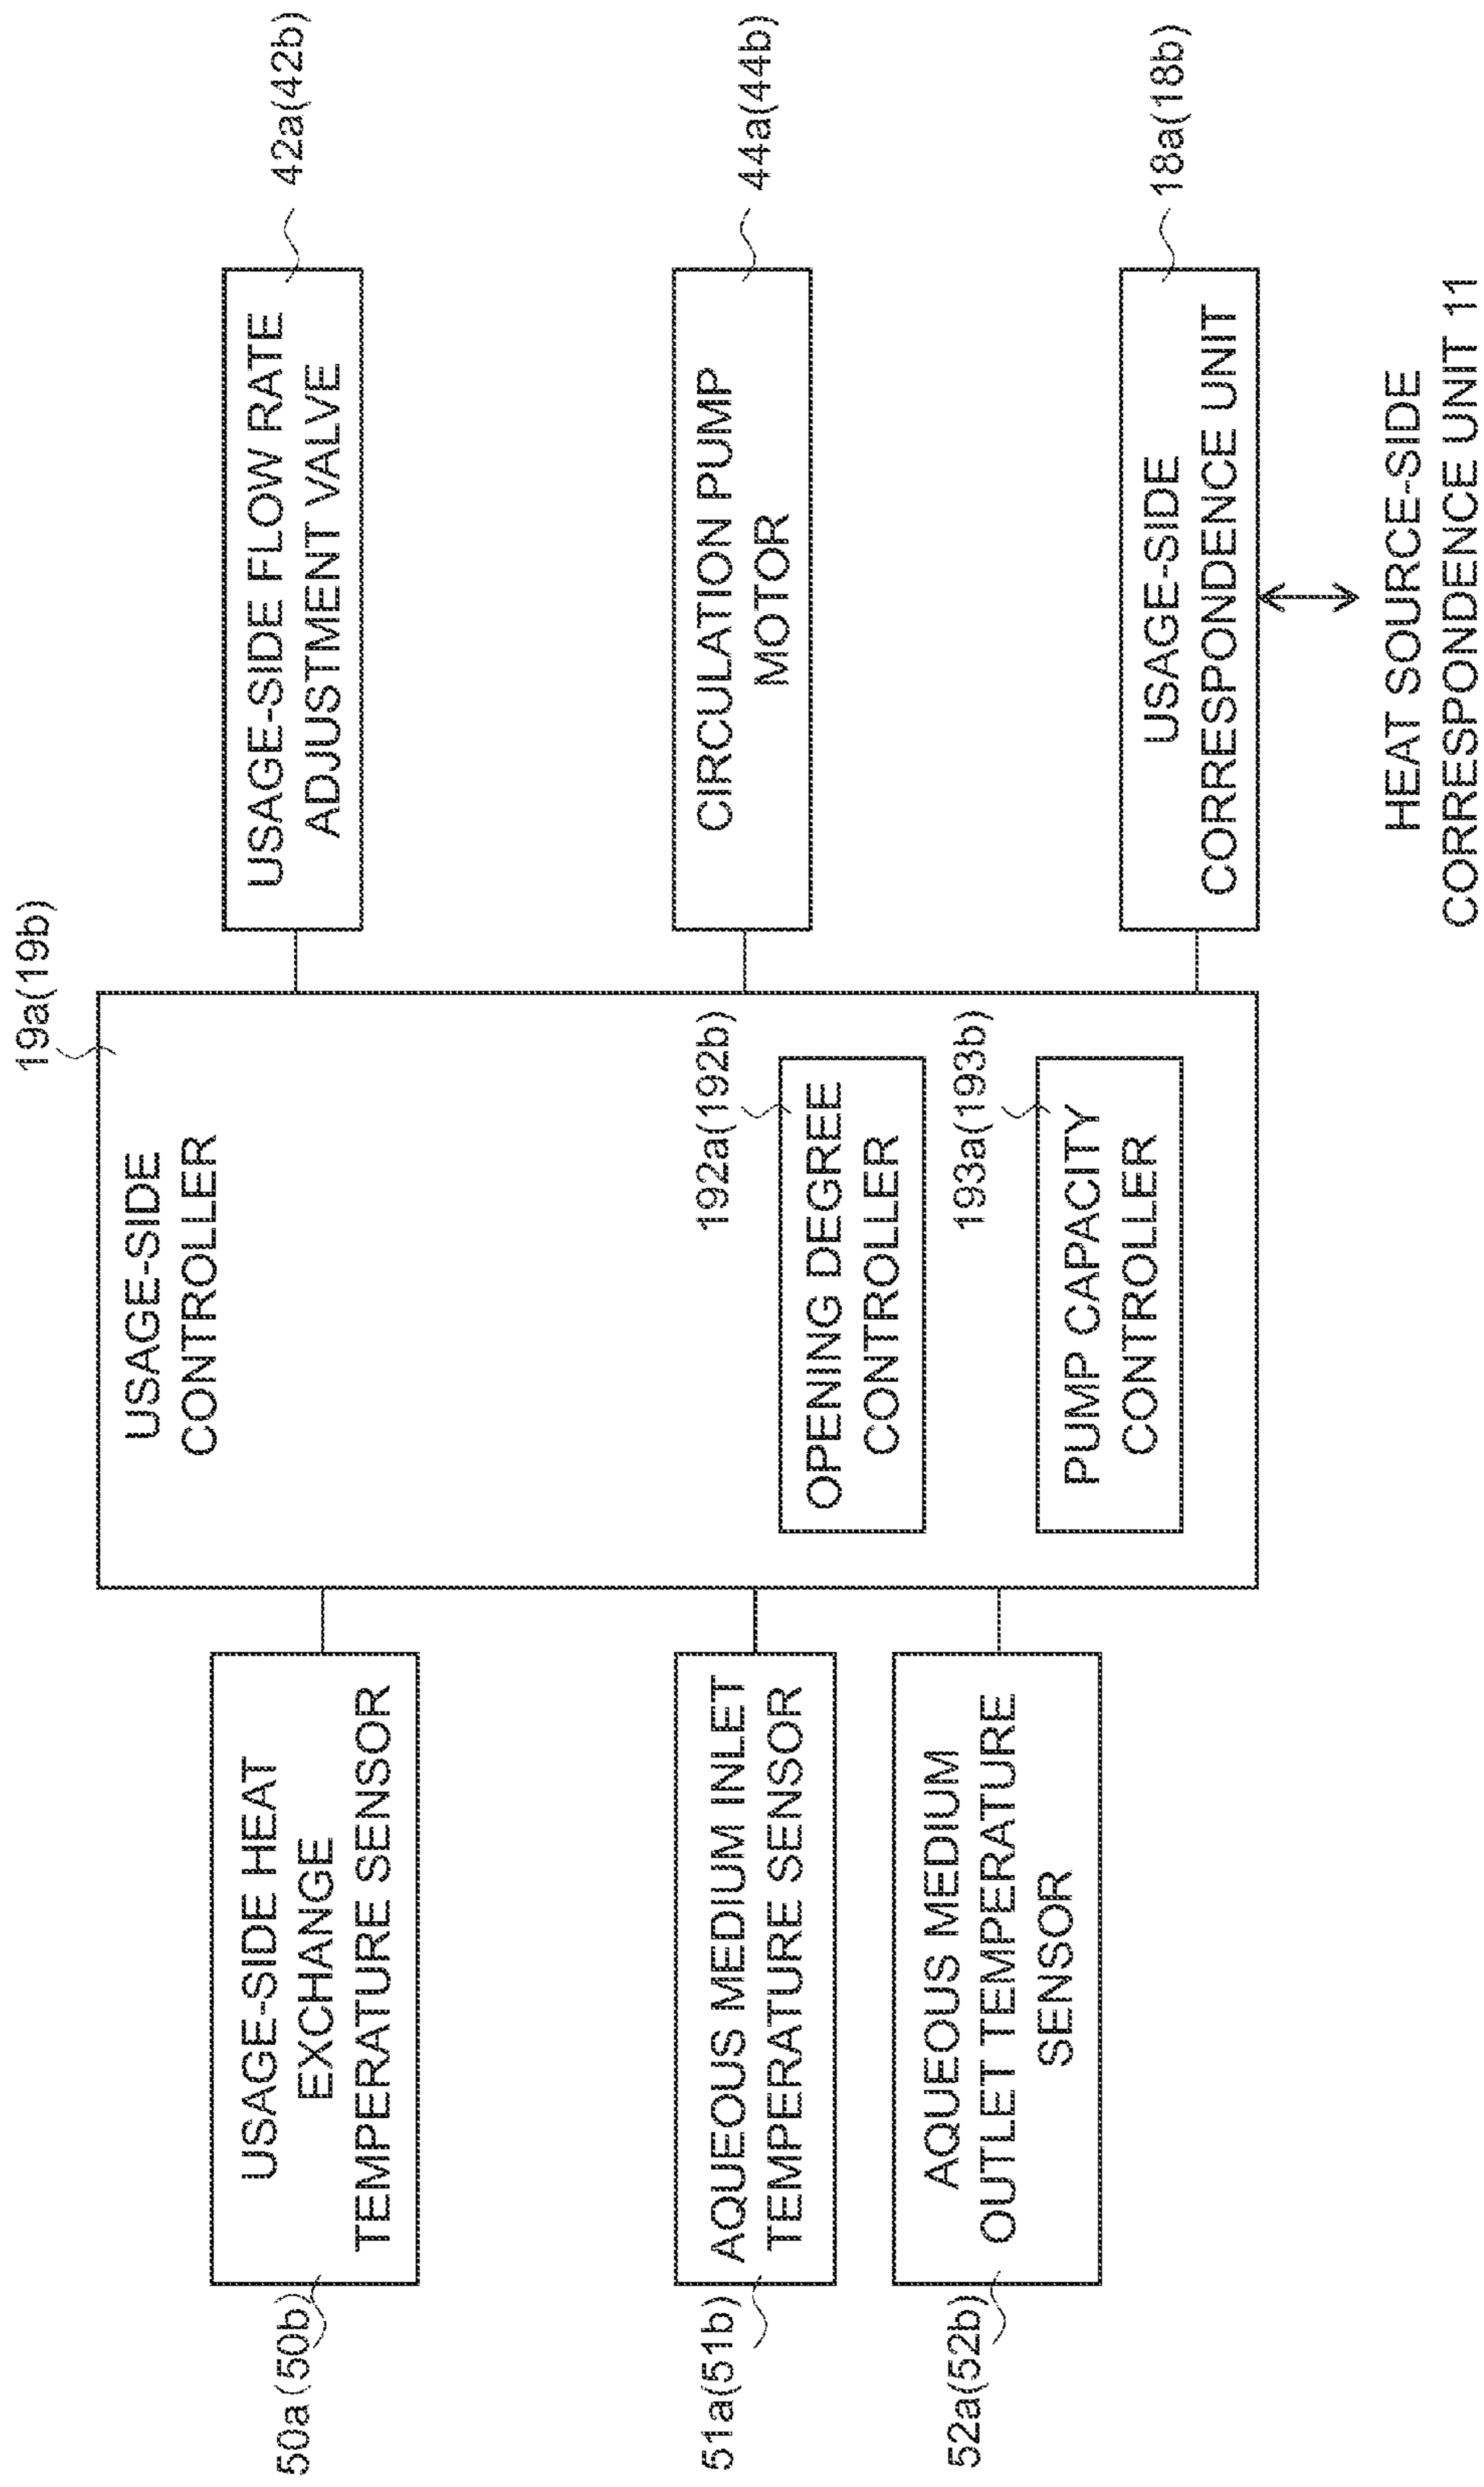 19a(19b)
USAGE-SIDE
CONTROLLER
50a(50b)
USAGE-SIDE HEAT
EXCHANGE
TEMPERATURE SENSOR
51a(51b)
AQUEOUS MEDIUM INLET
TEMPERATURE SENSOR
52a(52b)
AQUEOUS MEDIUM
OUTLET TEMPERATURE
SENSOR
192a(192b)
OPENING DEGREE
CONTROLLER
193a(193b)
PUMP CAPACITY
CONTROLLER
USAGE-SIDE FLOW RATE
ADJUSTMENT VALVE
42a(42b)
CIRCULATION PUMP
MOTOR
44a(44b)
USAGE-SIDE
CORRESPONDENCE UNIT
18a(18b)
HEAT SOURCE-SIDE
CORRESPONDENCE UNIT 11